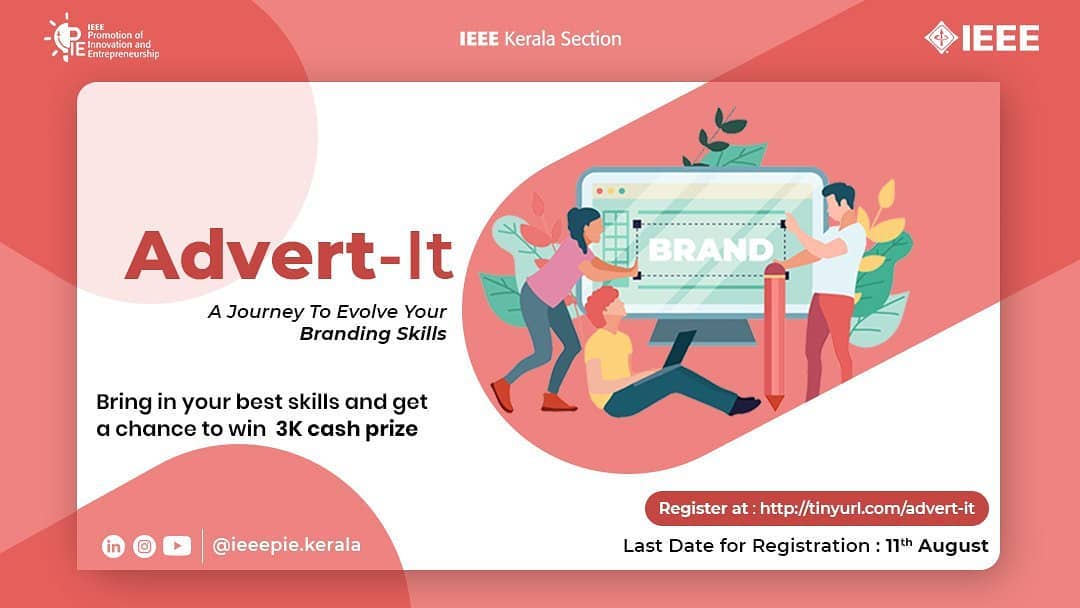 IEEE
Promotion of
Innovation and
Entrepreneurship
PIE
IEEE Kerala Section
IEEE
Advert-It
A Journey To Evolve Your
Branding Skills
Bring in your best skills and get
a chance to win 3K cash prize
BRAND
Register at : http://tinyurl.com/advert-it
Last Date for Registration : 11th August
in
@ieeepie.kerala